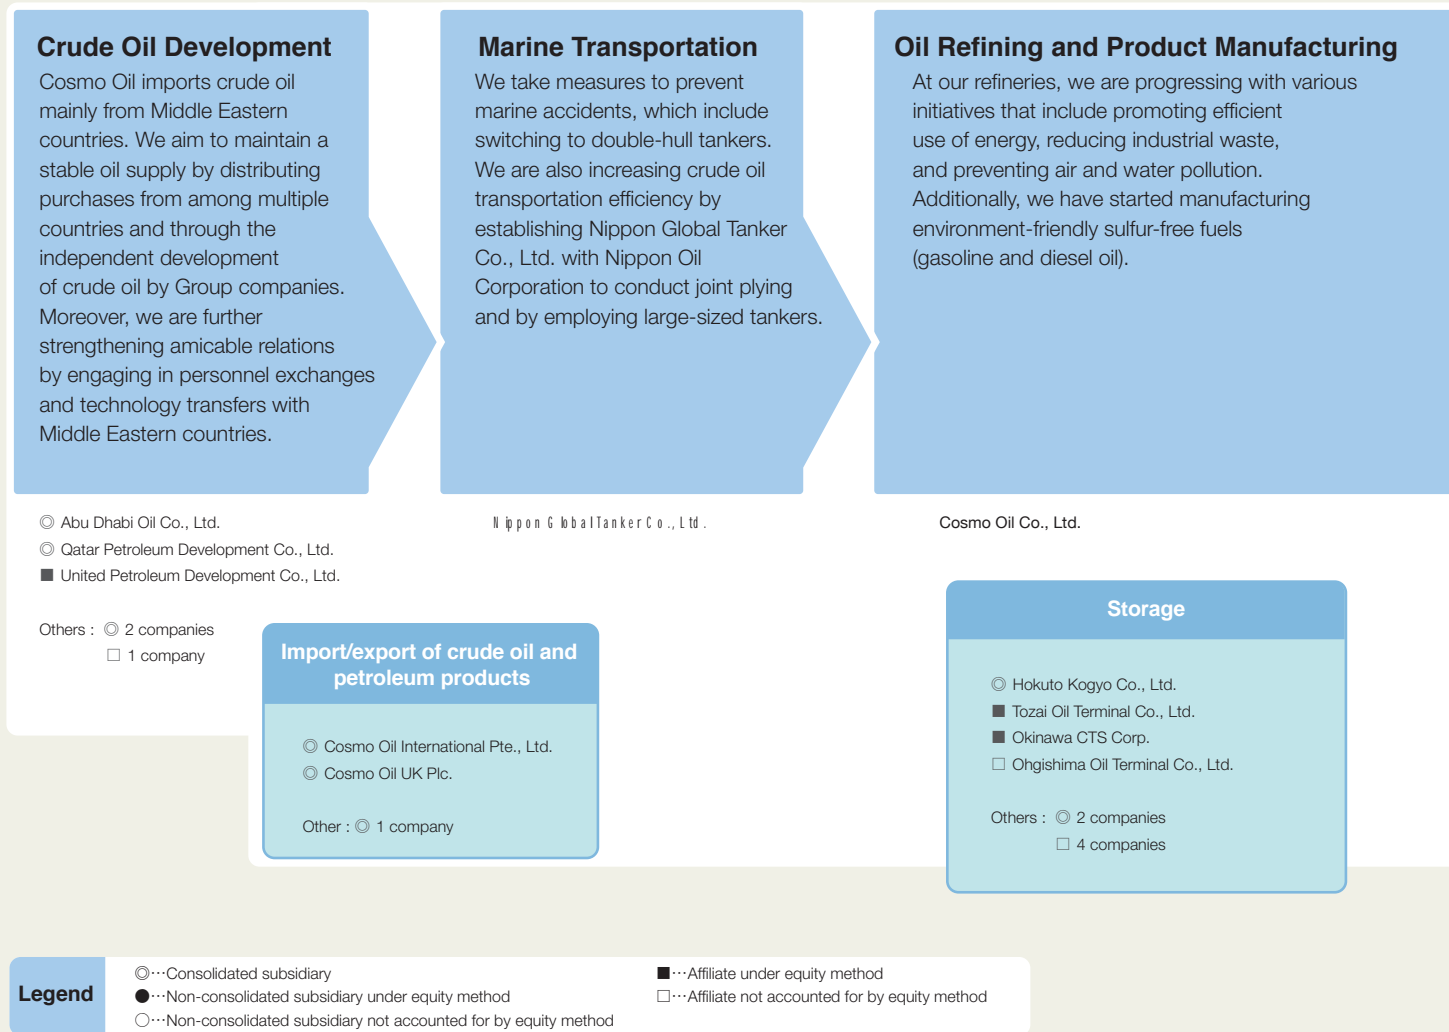 Crude Oil Development
Cosmo Oil imports crude oil
mainly from Middle Eastern
countries. We aim to maintain a
stable oil supply by distributing
purchases from among multiple
countries and through the
independent development
of crude oil by Group companies.
Moreover, we are further
strengthening amicable relations
by engaging in personnel exchanges
and technology transfers with
Middle Eastern countries.
Marine Transportation
We take measures to prevent
marine accidents, which include
switching to double-hull tankers.
We are also increasing crude oil
transportation efficiency by
establishing Nippon Global Tanker
Co., Ltd. with Nippon Oil
Corporation to conduct joint plying
and by employing large-sized tankers.
Oil Refining and Product Manufacturing
At our refineries, we are progressing with various
initiatives that include promoting efficient
use of energy, reducing industrial waste,
and preventing air and water pollution.
Additionally, we have started manufacturing
environment-friendly sulfur-free fuels
(gasoline and diesel oil).
◎ Abu Dhabi Oil Co., Ltd.
◎ Qatar Petroleum Development Co., Ltd.
■ United Petroleum Development Co., Ltd.
Others : ◎ 2 companies
□ 1 company
Nippon Global Tanker Co., Ltd.
Cosmo Oil Co., Ltd.
Import/export of crude oil and
petroleum products
◎ Cosmo Oil International Pte., Ltd.
◎ Cosmo Oil UK Plc.
Other : ◎ 1 company
Storage
◎ Hokuto Kogyo Co., Ltd.
■ Tozai Oil Terminal Co., Ltd.
■ Okinawa CTS Corp.
□ Ohgishima Oil Terminal Co., Ltd.
Others : ◎ 2 companies
□ 4 companies
Legend
◎…Consolidated subsidiary
●…Non-consolidated subsidiary under equity method
○…Non-consolidated subsidiary not accounted for by equity method
■…Affiliate under equity method
□…Affiliate not accounted for by equity method